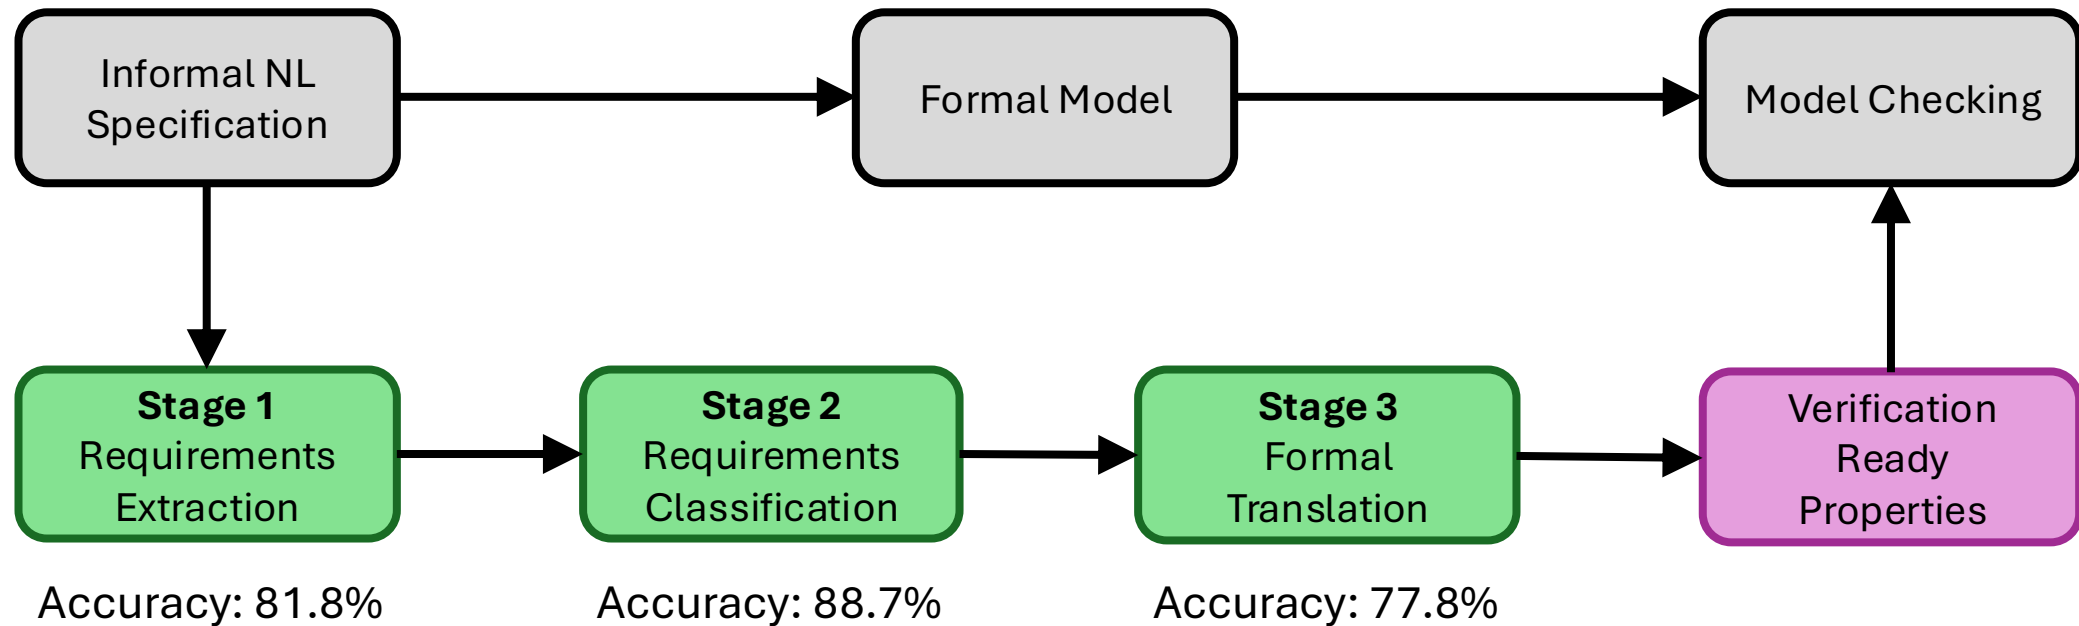 Informal NL
Specification
Formal Model
Model Checking
Stage 1
Requirements
Extraction
Stage 2
Requirements
Classification
Stage 3
Formal
Translation
Verification
Ready
Properties
Accuracy: 81.8%
Accuracy: 88.7%
Accuracy: 77.8%